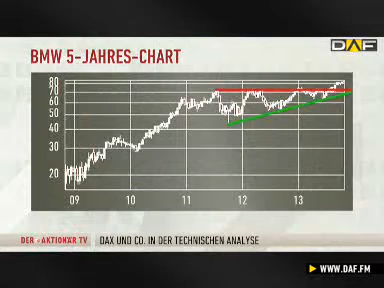 DAF
BMW 5-JAHRES-CHART
80
70
60
50
40
30
20
09 10 11 12 13
DER AKTIONÄR TV DAX UND CO. IN DER TECHNISCHEN ANALYSE
WWW.DAF.FM